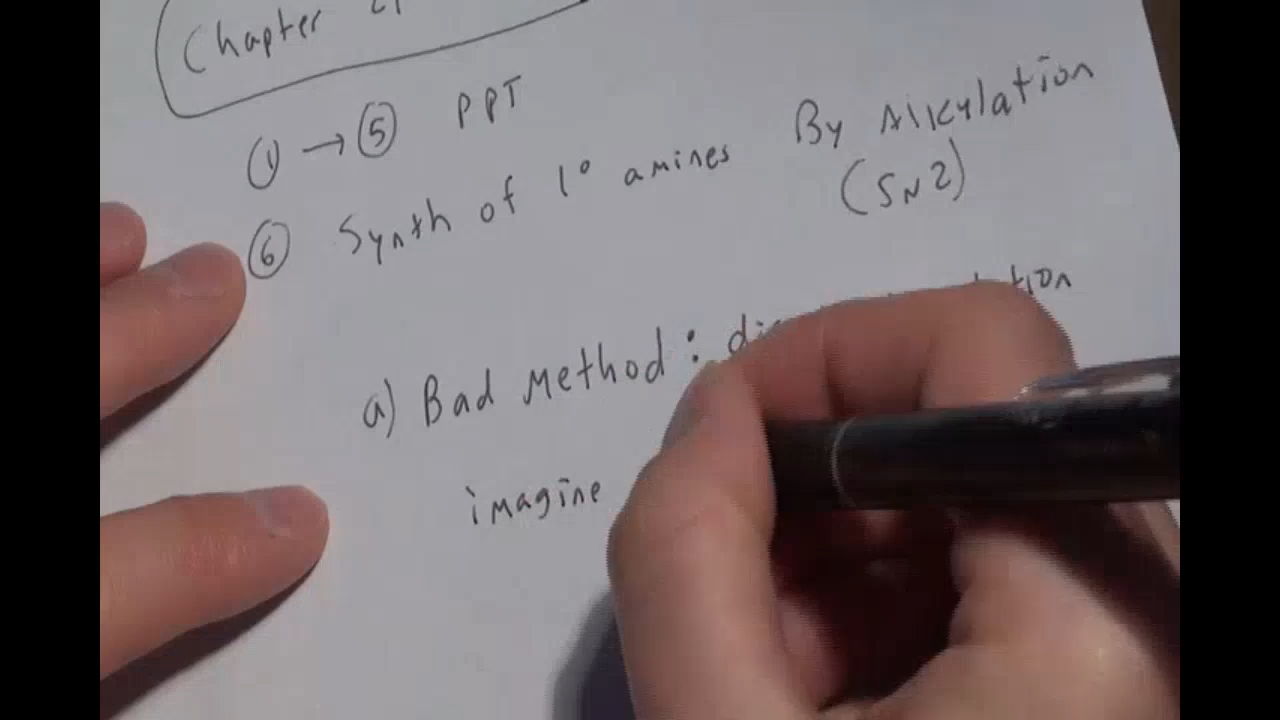 Chapter
① → ⑤ PPT
⑥ Synth of 1° amines By Alkylation
(SN2)
a) Bad Method:
imagine